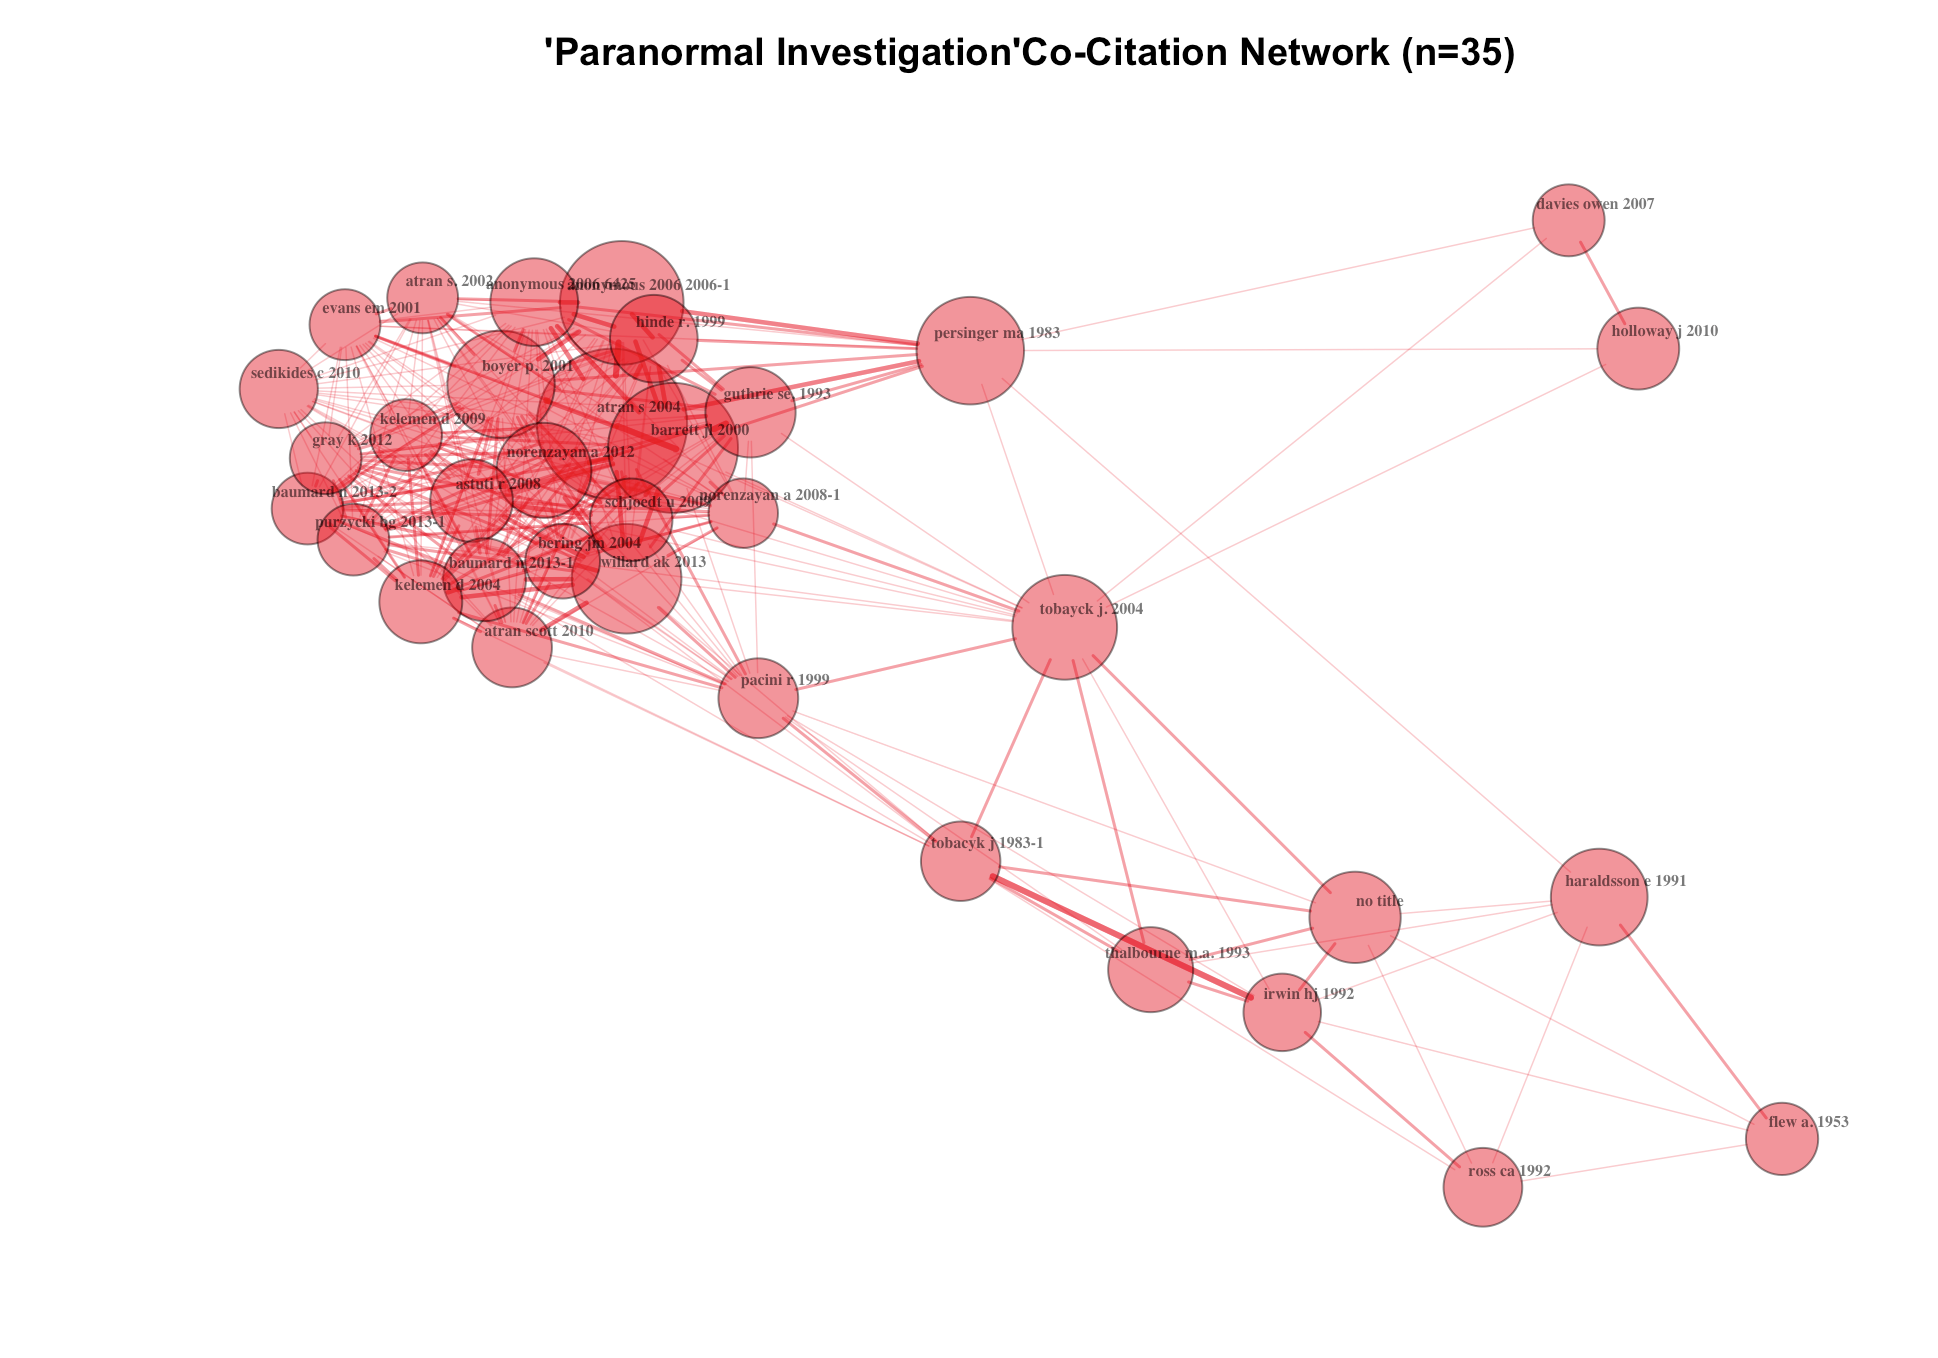 'Paranormal Investigation'Co-Citation Network (n=35)
davies owen 2007
atran s. 2002
anonymous 2006 6425
anonymous 2006 2006-1
evans em 2001
hinde r. 1999
persinger ma 1983
holloway j 2010
sedikides c 2010
boyer p. 2001
guthrie se. 1993
atran s 2004
kelemen d 2009
barrett jl 2000
gray k 2012
norenzayan a 2012
astuti r 2008
baumard n 2013-2
norenzayan a 2008-1
schjoedt u 2009
purzycki bg 2013-1
bering jm 2004
baumard n 2013-1
willard ak 2013
kelemen d 2004
tobayck j. 2004
atran scott 2010
pacini r 1999
tobacyk j 1983-1
haraldsson e 1991
no title
thalbourne m.a. 1993
irwin hj 1992
flew a. 1953
ross ca 1992